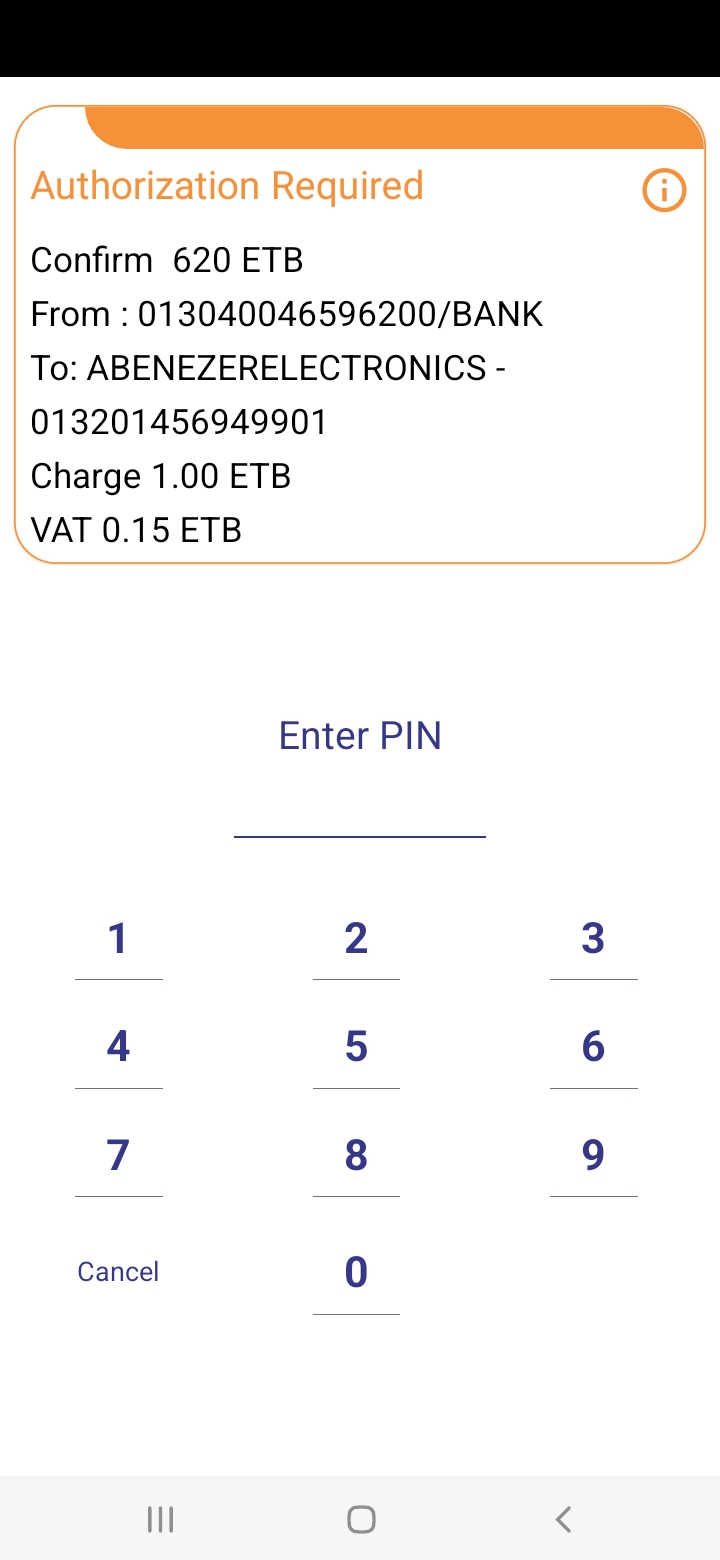 Authorization Required
Confirm  620 ETB
From : 013040046596200/BANK
To: ABENEZERELECTRONICS -
013201456949901
Charge 1.00 ETB
VAT 0.15 ETB
Enter PIN
1 2 3
4 5 6
7 8 9
Cancel 0